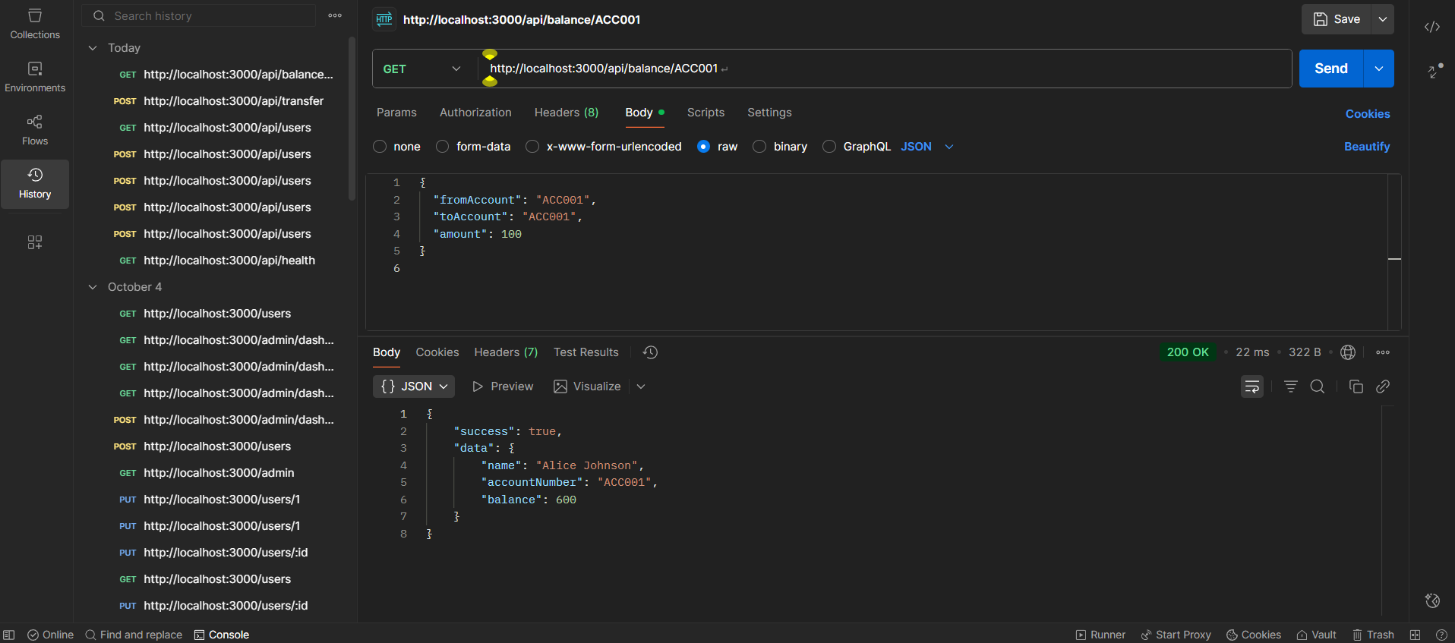 Collections
Environments
Flows
History
Search history
Today
GET http://localhost:3000/api/balance...
POST http://localhost:3000/api/transfer
GET http://localhost:3000/api/users
POST http://localhost:3000/api/users
POST http://localhost:3000/api/users
POST http://localhost:3000/api/users
POST http://localhost:3000/api/users
GET http://localhost:3000/api/health
October 4
GET http://localhost:3000/users
GET http://localhost:3000/admin/dash...
GET http://localhost:3000/admin/dash...
GET http://localhost:3000/admin/dash...
POST http://localhost:3000/admin/dash...
POST http://localhost:3000/users
GET http://localhost:3000/admin
PUT http://localhost:3000/users/1
PUT http://localhost:3000/users/1
PUT http://localhost:3000/users/:id
GET http://localhost:3000/users
PUT http://localhost:3000/users/:id
HTTP http://localhost:3000/api/balance/ACC001
Save
GET http://localhost:3000/api/balance/ACC001
Send
Params Authorization Headers (8) Body Scripts Settings Cookies
none form-data x-www-form-urlencoded raw binary GraphQL JSON Beautify
1 {
2 "fromAccount": "ACC001",
3 "toAccount": "ACC001",
4 "amount": 100
5 }
6
Body Cookies Headers (7) Test Results 200 OK • 22 ms • 322 B
{} JSON Preview Visualize
1 {
2 "success": true,
3 "data": {
4 "name": "Alice Johnson",
5 "accountNumber": "ACC001",
6 "balance": 600
7 }
8 }
Online Find and replace Console Runner Start Proxy Cookies Vault Trash